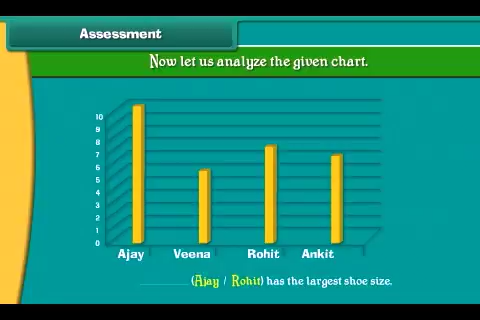 Assessment
Now let us analyze the given chart.
10
9
8
7
6
5
4
3
2
1
0
Ajay Veena Rohit Ankit
________ (Ajay / Rohit) has the largest shoe size.